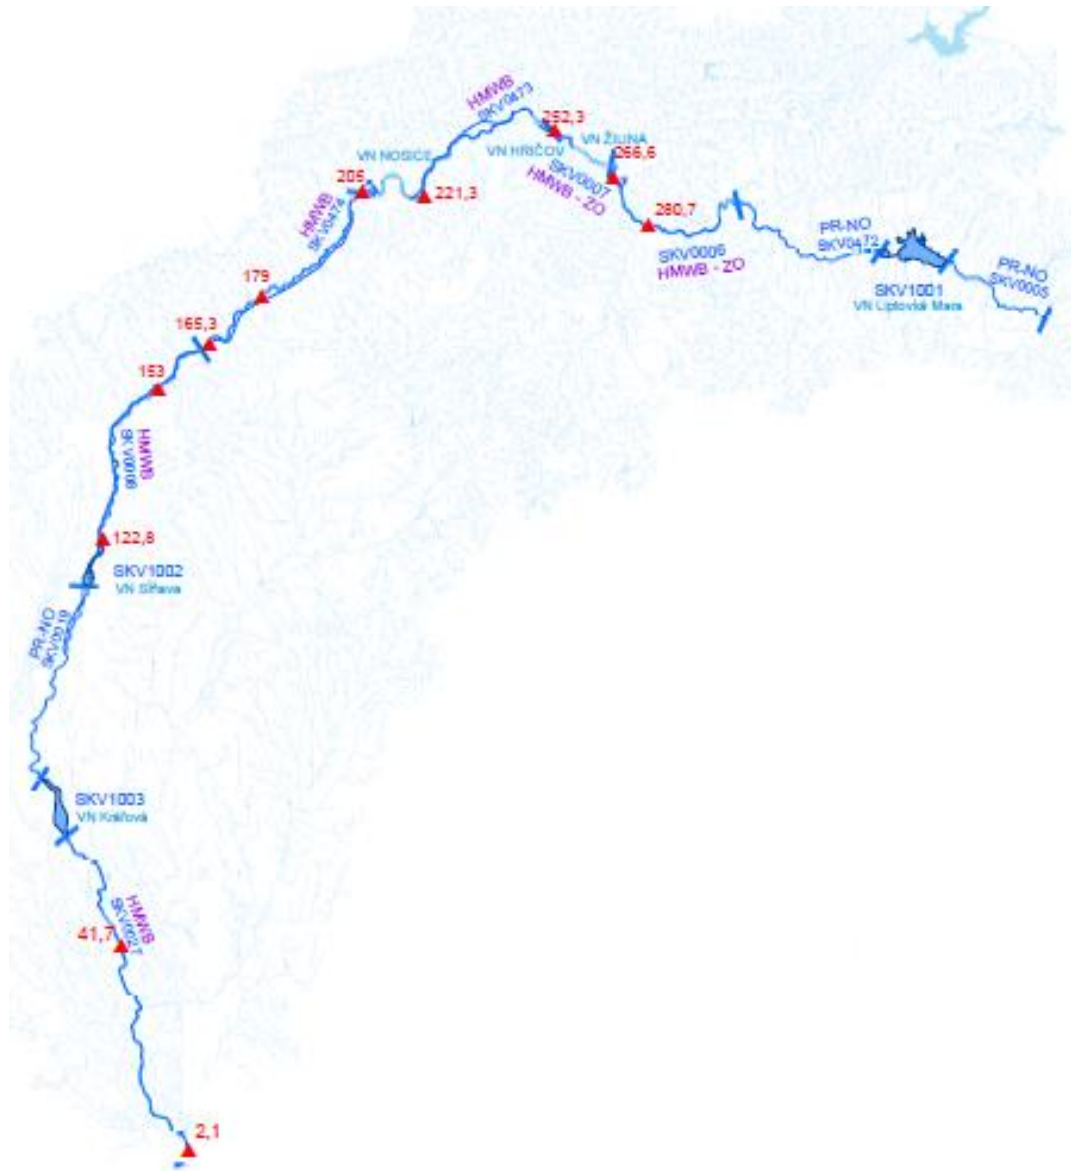 HMWB
SKV0473
252,3
VN ŽILINA
VN HRIČOV
266,6
VN NOSICE
205
221,3
SKV0007
HMWB - ZO
280,7
HMWB
SKV0474
SKV0006
HMWB - ZO
PR-NO
SKV0472
PR-NO
SKV0005
SKV1001
VN Liptovská Mara
179
165,3
153
HMWB
SKV0008
122,8
SKV1002
VN Sĺňava
PR-NO
SKV0019
SKV1003
VN Kráľová
HMWB
SKV0027
41,7
2,1